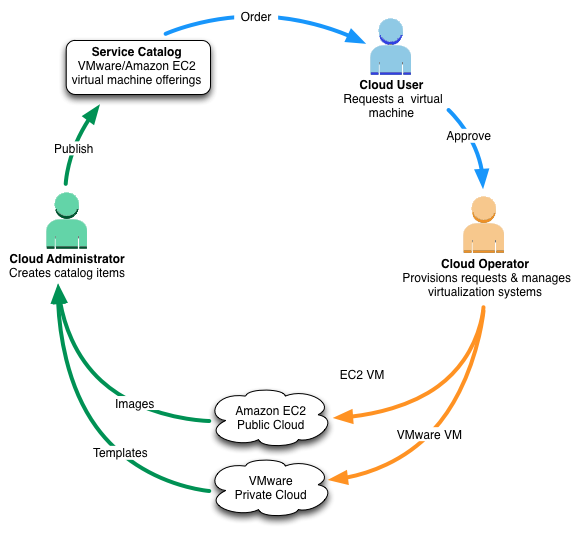 Order
Service Catalog
VMware/Amazon EC2
virtual machine offerings
Cloud User
Requests a virtual
machine
Approve
Publish
Cloud Administrator
Creates catalog items
Cloud Operator
Provisions requests & manages
virtualization systems
EC2 VM
Images
Amazon EC2
Public Cloud
VMware VM
Templates
VMware
Private Cloud